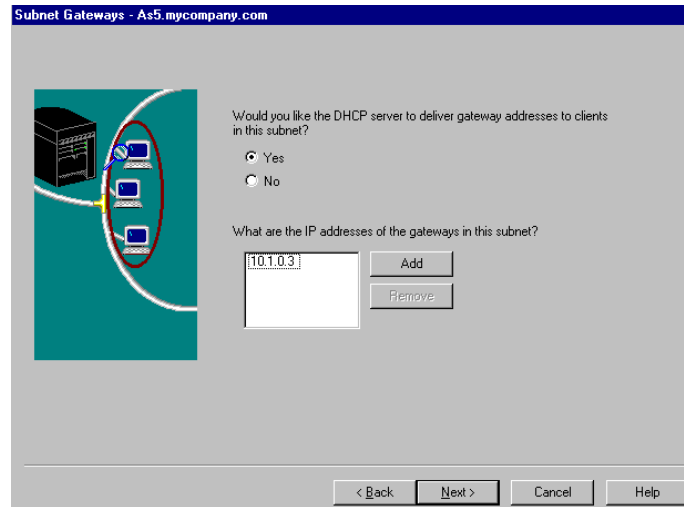 Subnet Gateways - As5.mycompany.com
Would you like the DHCP server to deliver gateway addresses to clients
in this subnet?
Yes
No
What are the IP addresses of the gateways in this subnet?
10.1.0.3
Add
Remove
< Back
Next >
Cancel
Help